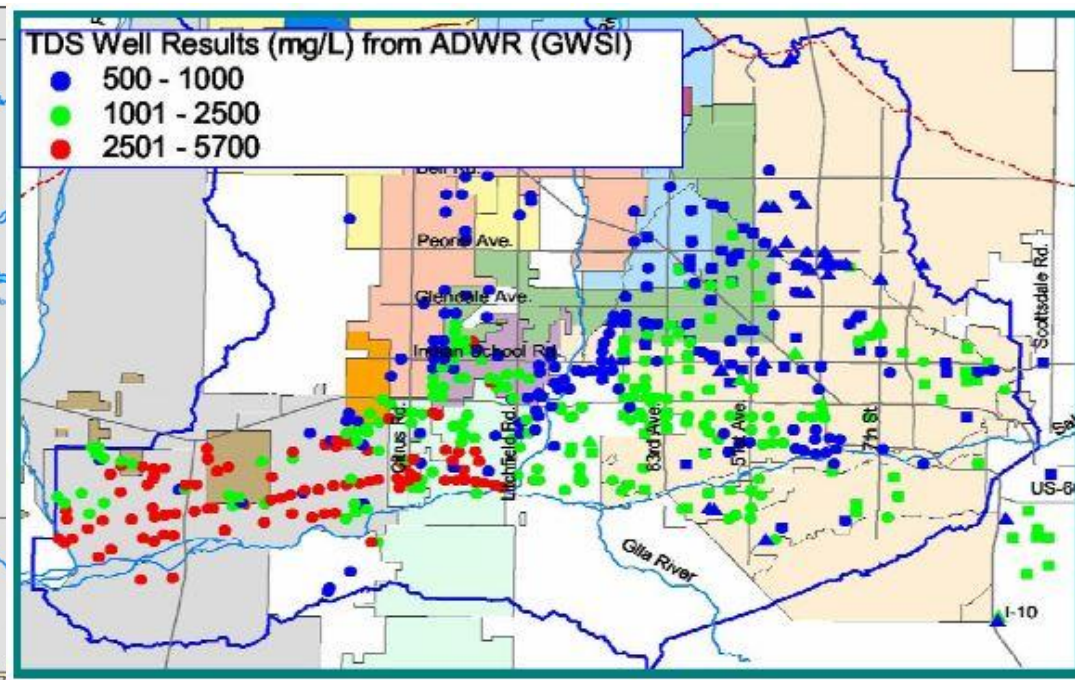 TDS Well Results (mg/L) from ADWR (GWSI)
500 - 1000
1001 - 2500
2501 - 5700
Bell Rd.
Peoria Ave.
Glendale Ave.
Indian School Rd.
Scottsdale Rd.
Citrus Rd.
Litchfield Rd.
63rd Ave.
51st Ave.
7th St.
US-60
Gila River
I-10